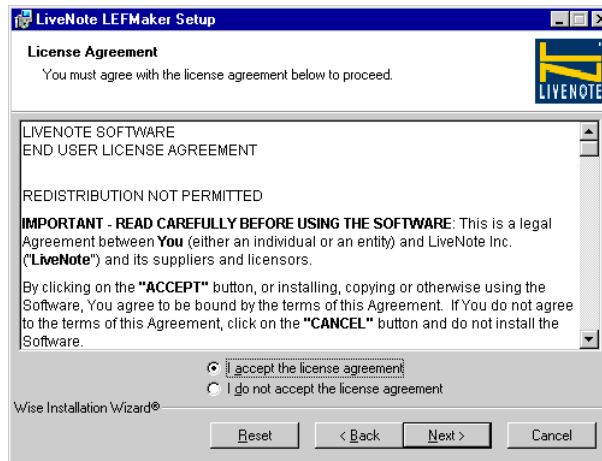 LiveNote LEFMaker Setup
License Agreement
You must agree with the license agreement below to proceed.
LIVENOTE
LIVENOTE SOFTWARE
END USER LICENSE AGREEMENT
REDISTRIBUTION NOT PERMITTED
IMPORTANT - READ CAREFULLY BEFORE USING THE SOFTWARE: This is a legal
Agreement between You (either an individual or an entity) and LiveNote Inc.
("LiveNote") and its suppliers and licensors.
By clicking on the "ACCEPT" button, or installing, copying or otherwise using the
Software, You agree to be bound by the terms of this Agreement. If You do not agree
to the terms of this Agreement, click on the "CANCEL" button and do not install the
Software.
I accept the license agreement
I do not accept the license agreement
Wise Installation Wizard®
Reset
< Back
Next >
Cancel